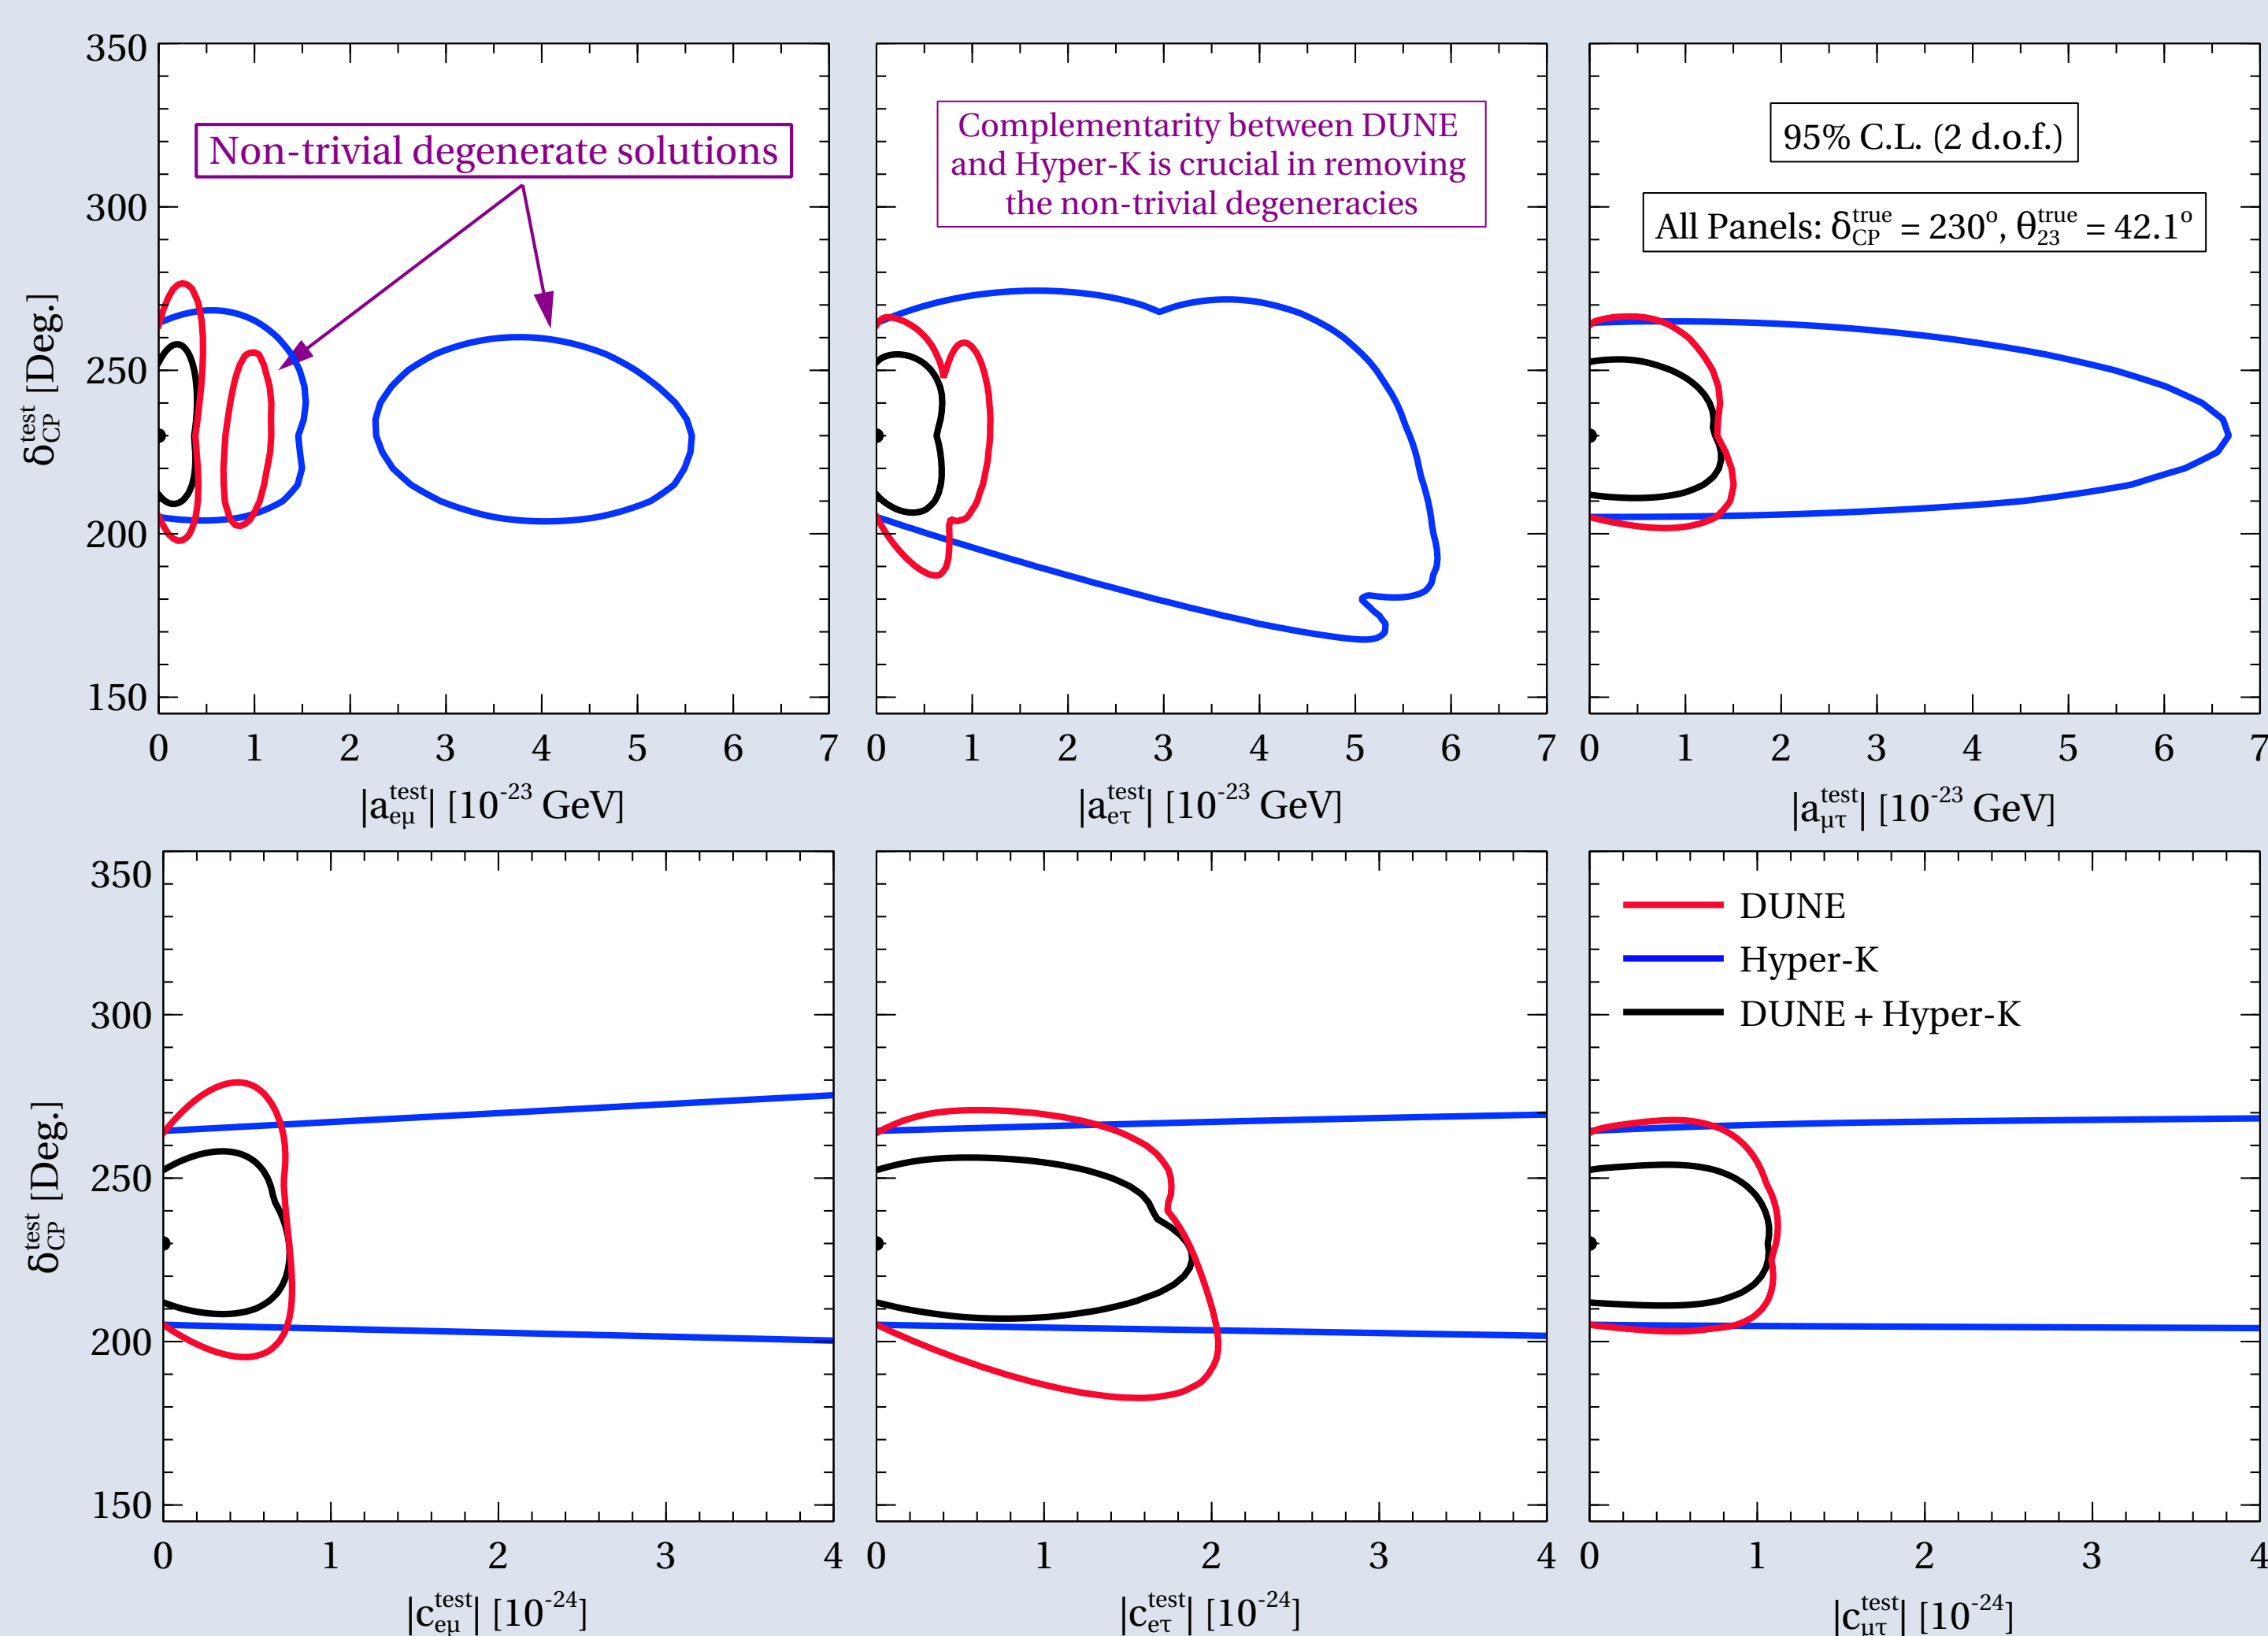 350
300
250
200
150
δ_CP^test [Deg.]
Non-trivial degenerate solutions
0 1 2 3 4 5 6 7
|a_eμ^test| [10^-23 GeV]
Complementarity between DUNE
and Hyper-K is crucial in removing
the non-trivial degeneracies
0 1 2 3 4 5 6 7
|a_eτ^test| [10^-23 GeV]
95% C.L. (2 d.o.f.)
All Panels: δ_CP^true = 230°, θ_23^true = 42.1°
0 1 2 3 4 5 6 7
|a_μτ^test| [10^-23 GeV]
350
300
250
200
150
δ_CP^test [Deg.]
0 1 2 3 4
|c_eμ^test| [10^-24]
0 1 2 3 4
|c_eτ^test| [10^-24]
DUNE
Hyper-K
DUNE + Hyper-K
0 1 2 3 4
|c_μτ^test| [10^-24]